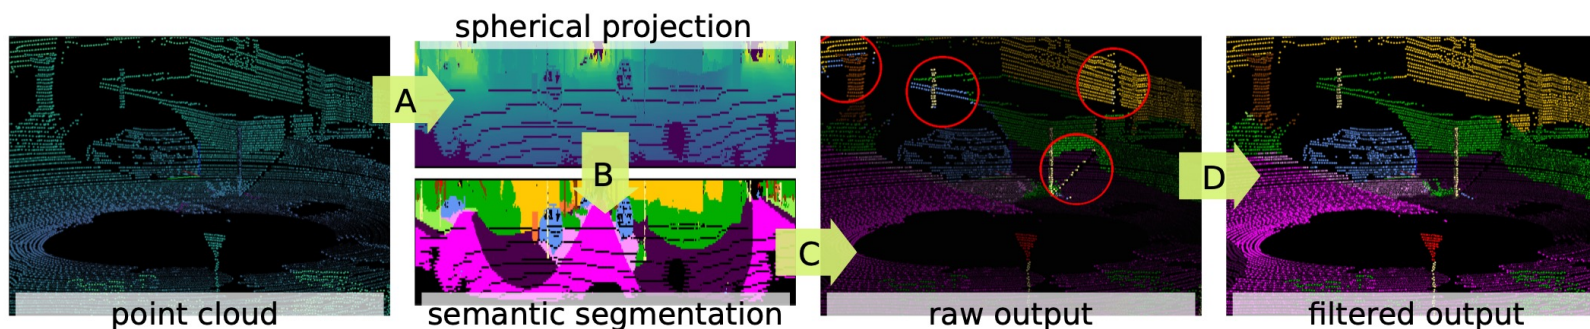 spherical projection
A
B
C
D
point cloud
semantic segmentation
raw output
filtered output